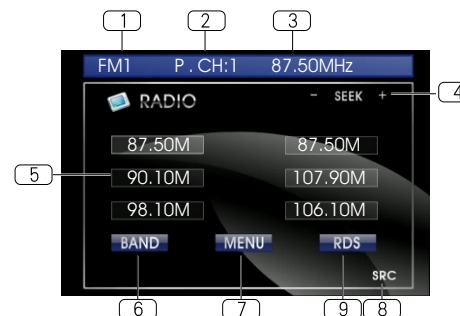 1 2 3
FM1 P . CH:1 87.50MHz
RADIO - SEEK + 4
87.50M 87.50M
5 90.10M 107.90M
98.10M 106.10M
BAND MENU RDS
SRC
6 7 9 8